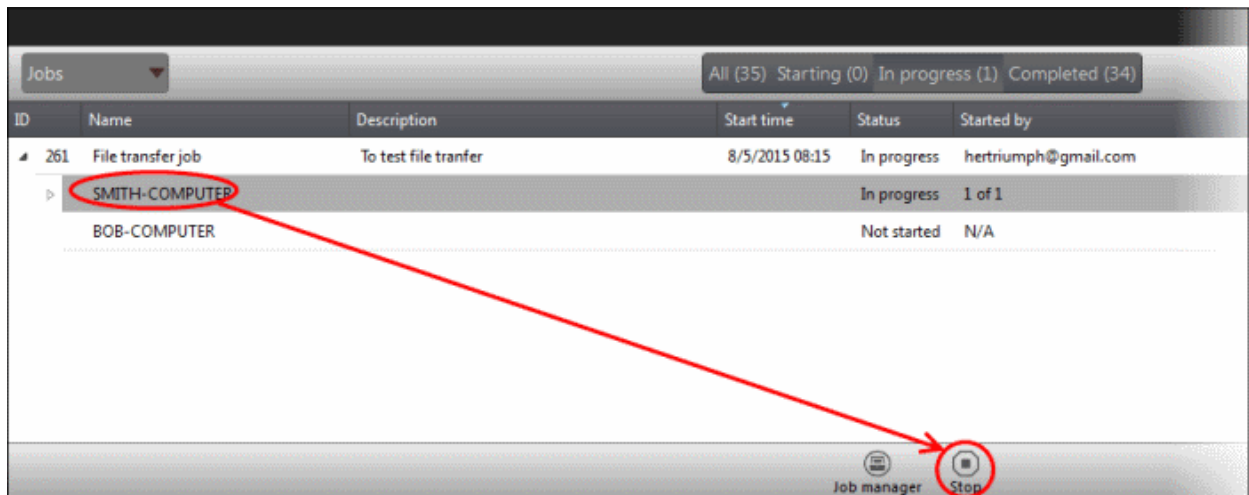 Jobs All (35) Starting (0) In progress (1) Completed (34)
ID Name Description Start time Status Started by
261 File transfer job To test file tranfer 8/5/2015 08:15 In progress hertriumph@gmail.com
SMITH-COMPUTER In progress 1 of 1
BOB-COMPUTER Not started N/A
Job manager Stop